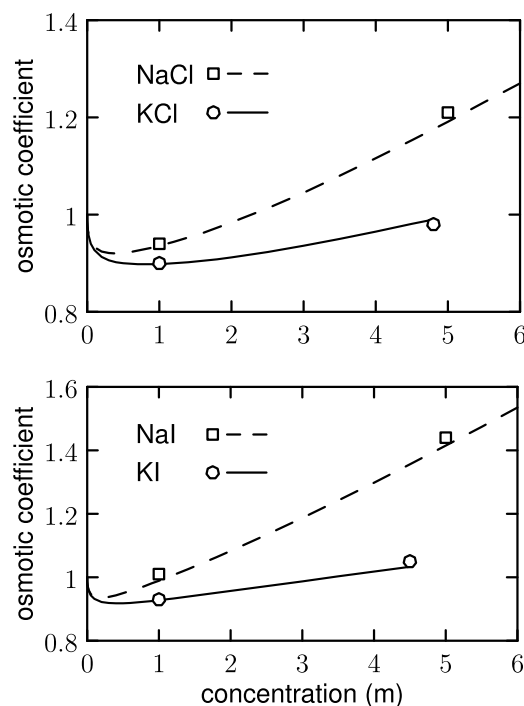 osmotic coefficient
1.4
1.2
1
0.8
NaCl
KCl
0 1 2 3 4 5 6
osmotic coefficient
1.6
1.4
1.2
1
0.8
NaI
KI
0 1 2 3 4 5 6
concentration (m)